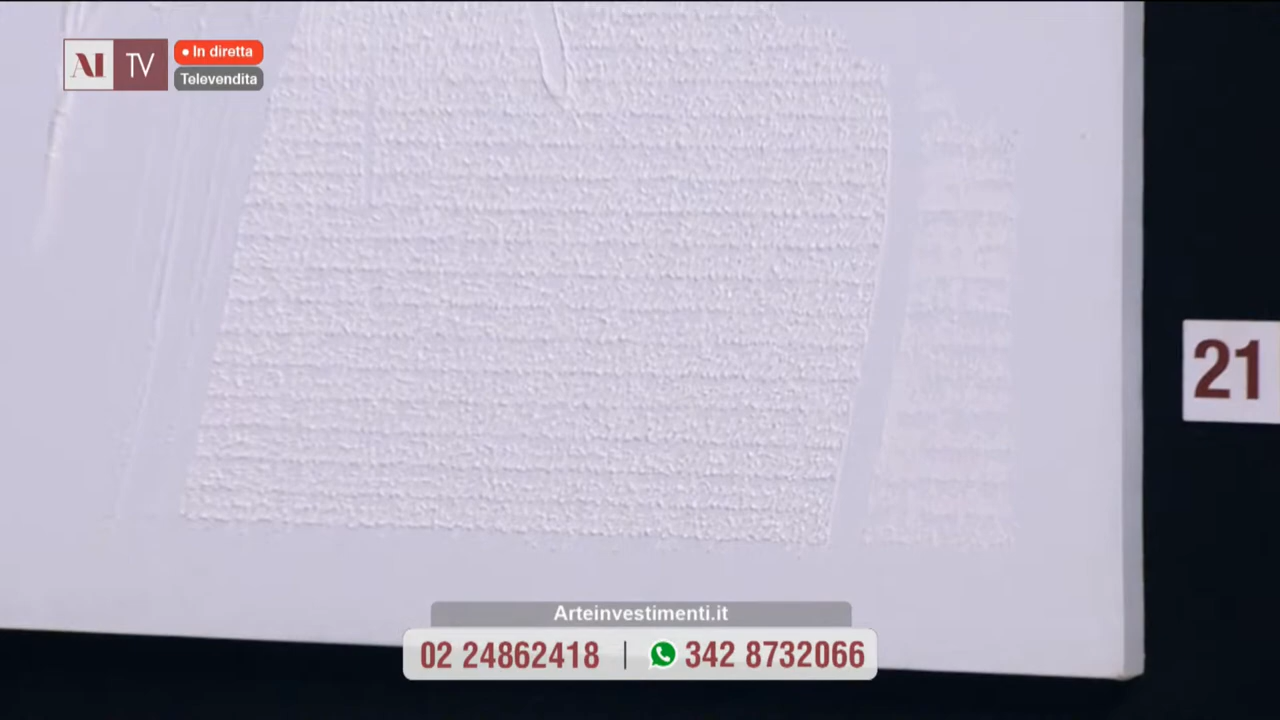 AI TV
In diretta
Televendita
21
Arteinvestimenti.it
02 24862418 | 342 8732066